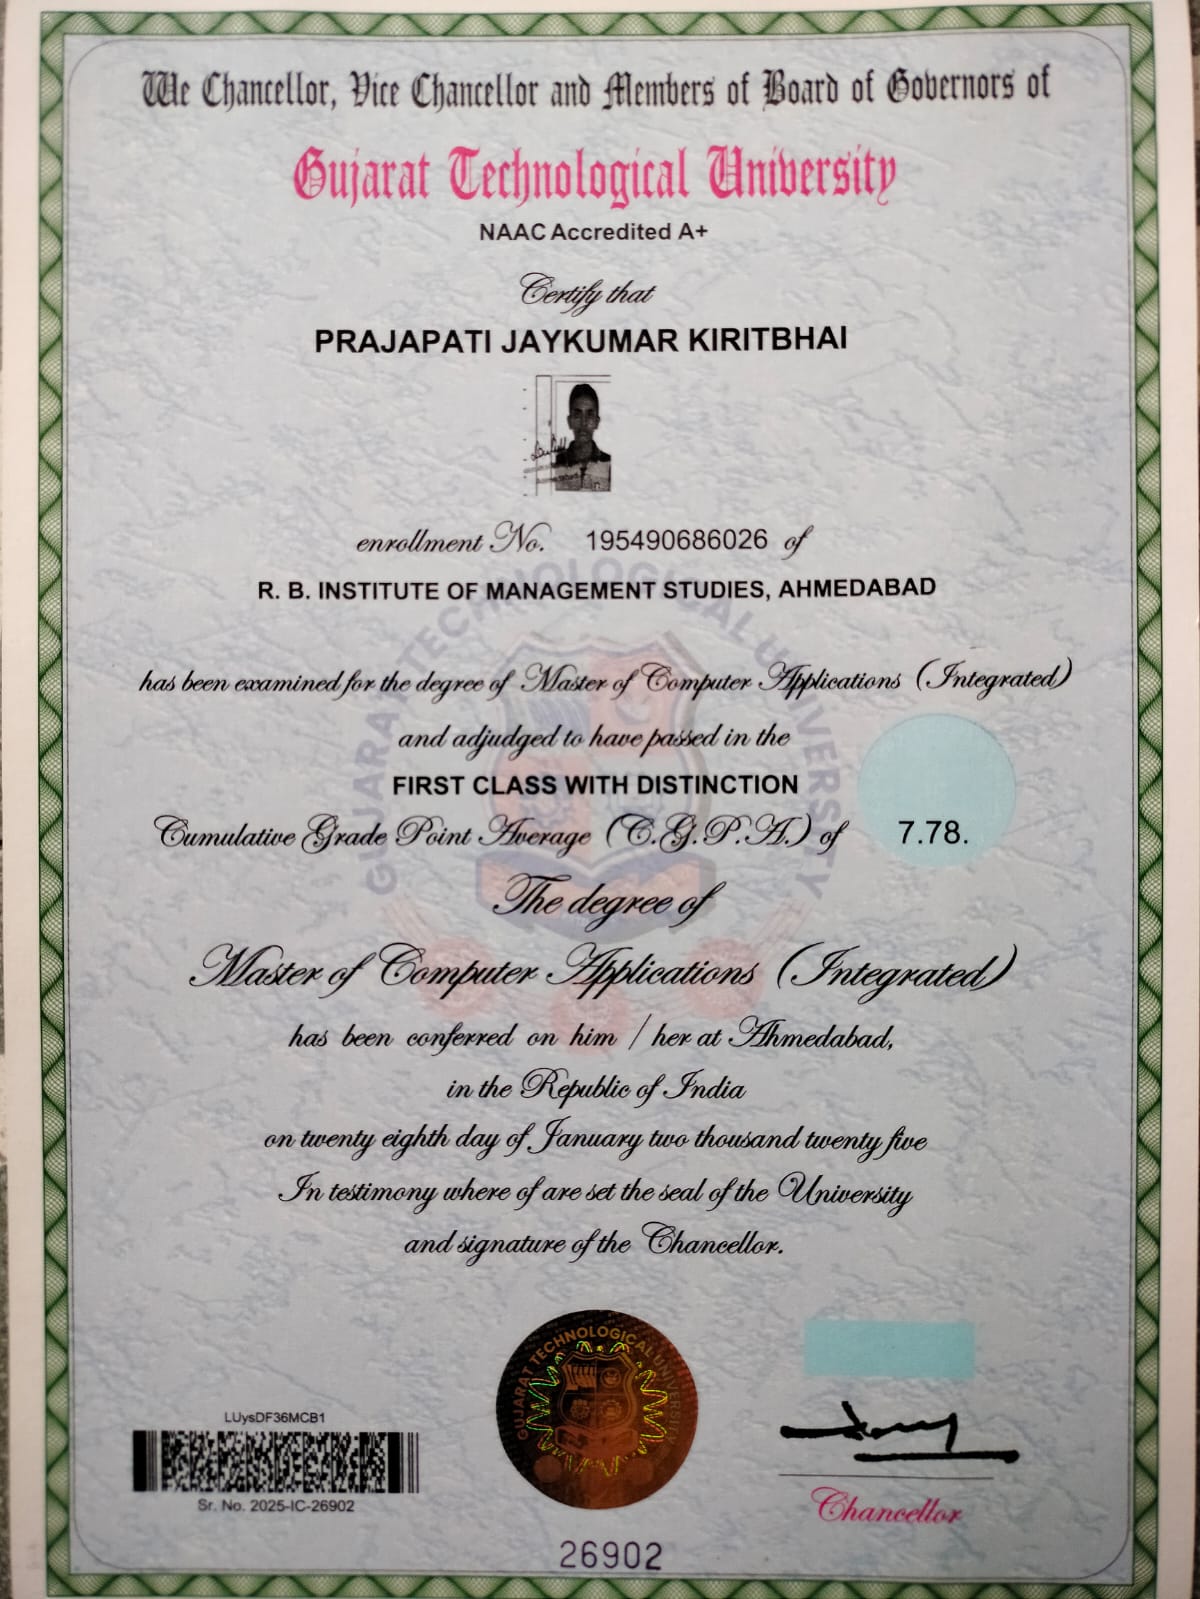 We Chancellor, Vice Chancellor and Members of Board of Governors of
Gujarat Technological University
NAAC Accredited A+
Certify that
PRAJAPATI JAYKUMAR KIRITBHAI
enrollment No. 195490686026 of
R. B. INSTITUTE OF MANAGEMENT STUDIES, AHMEDABAD
has been examined for the degree of Master of Computer Applications (Integrated)
and adjudged to have passed in the
FIRST CLASS WITH DISTINCTION
Cumulative Grade Point Average (C.G.P.A.) of 7.78.
The degree of
Master of Computer Applications (Integrated)
has been conferred on him / her at Ahmedabad,
in the Republic of India
on twenty eighth day of January two thousand twenty five
In testimony where of are set the seal of the University
and signature of the Chancellor.
GUJARAT TECHNOLOGICAL UNIVERSITY
GUJARAT TECHNOLOGICAL UNIVERSITY
LUysDF36MCB1
Sr. No. 2025-IC-26902
Chancellor
26902